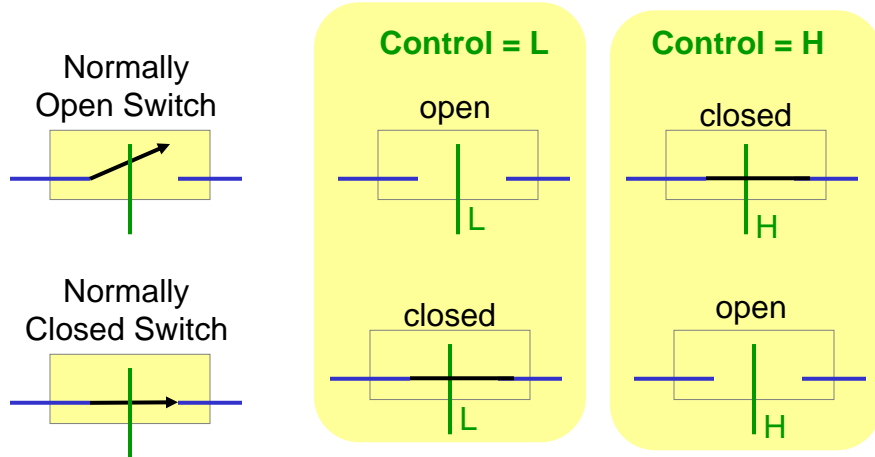 Control = L
Control = H
Normally
Open Switch
open
closed
L
H
Normally
Closed Switch
closed
open
L
H